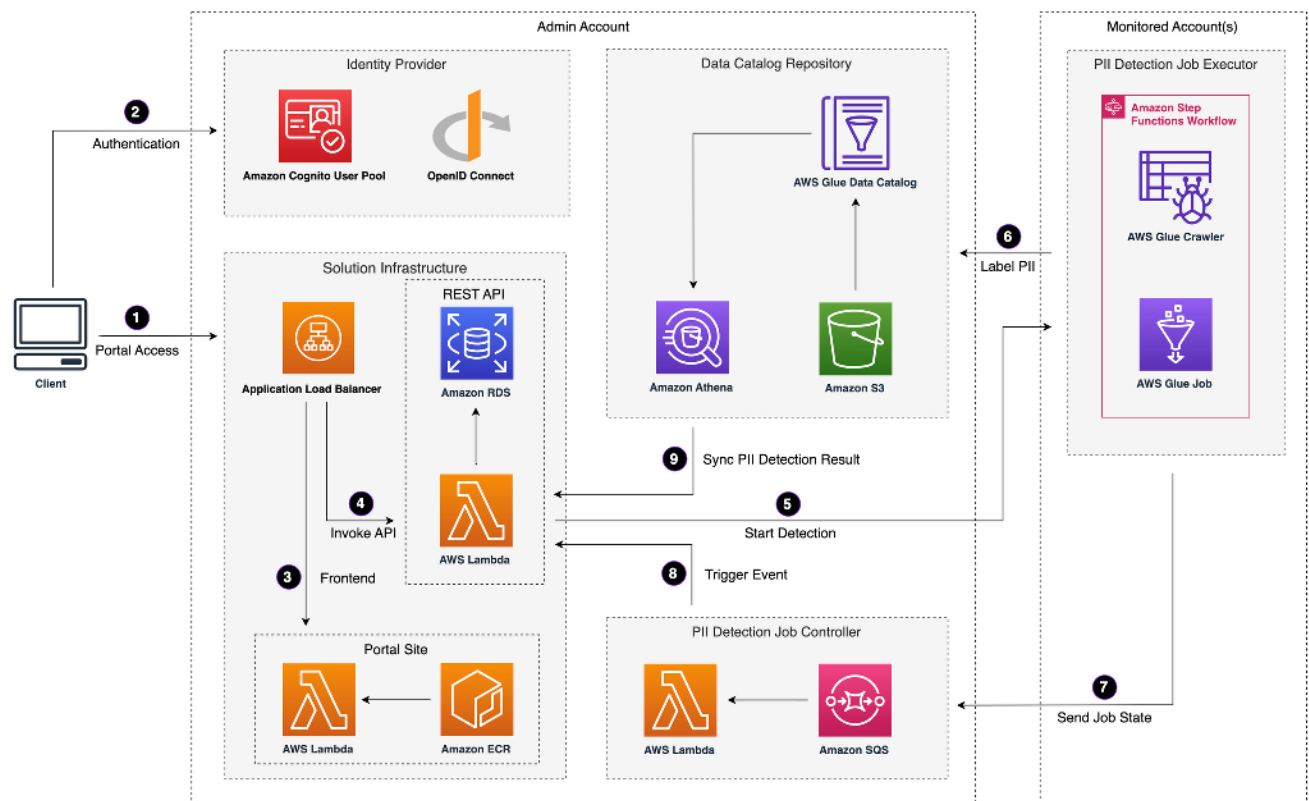 Admin Account
Monitored Account(s)
Identity Provider
Amazon Cognito User Pool
OpenID Connect
Data Catalog Repository
AWS Glue Data Catalog
Amazon Athena
Amazon S3
PII Detection Job Executor
Amazon Step
Functions Workflow
AWS Glue Crawler
AWS Glue Job
2
Authentication
1
Portal Access
Client
Solution Infrastructure
Application Load Balancer
REST API
Amazon RDS
AWS Lambda
4
Invoke API
3
Frontend
Portal Site
AWS Lambda
Amazon ECR
6
Label PII
9
Sync PII Detection Result
5
Start Detection
8
Trigger Event
PII Detection Job Controller
AWS Lambda
Amazon SQS
7
Send Job State